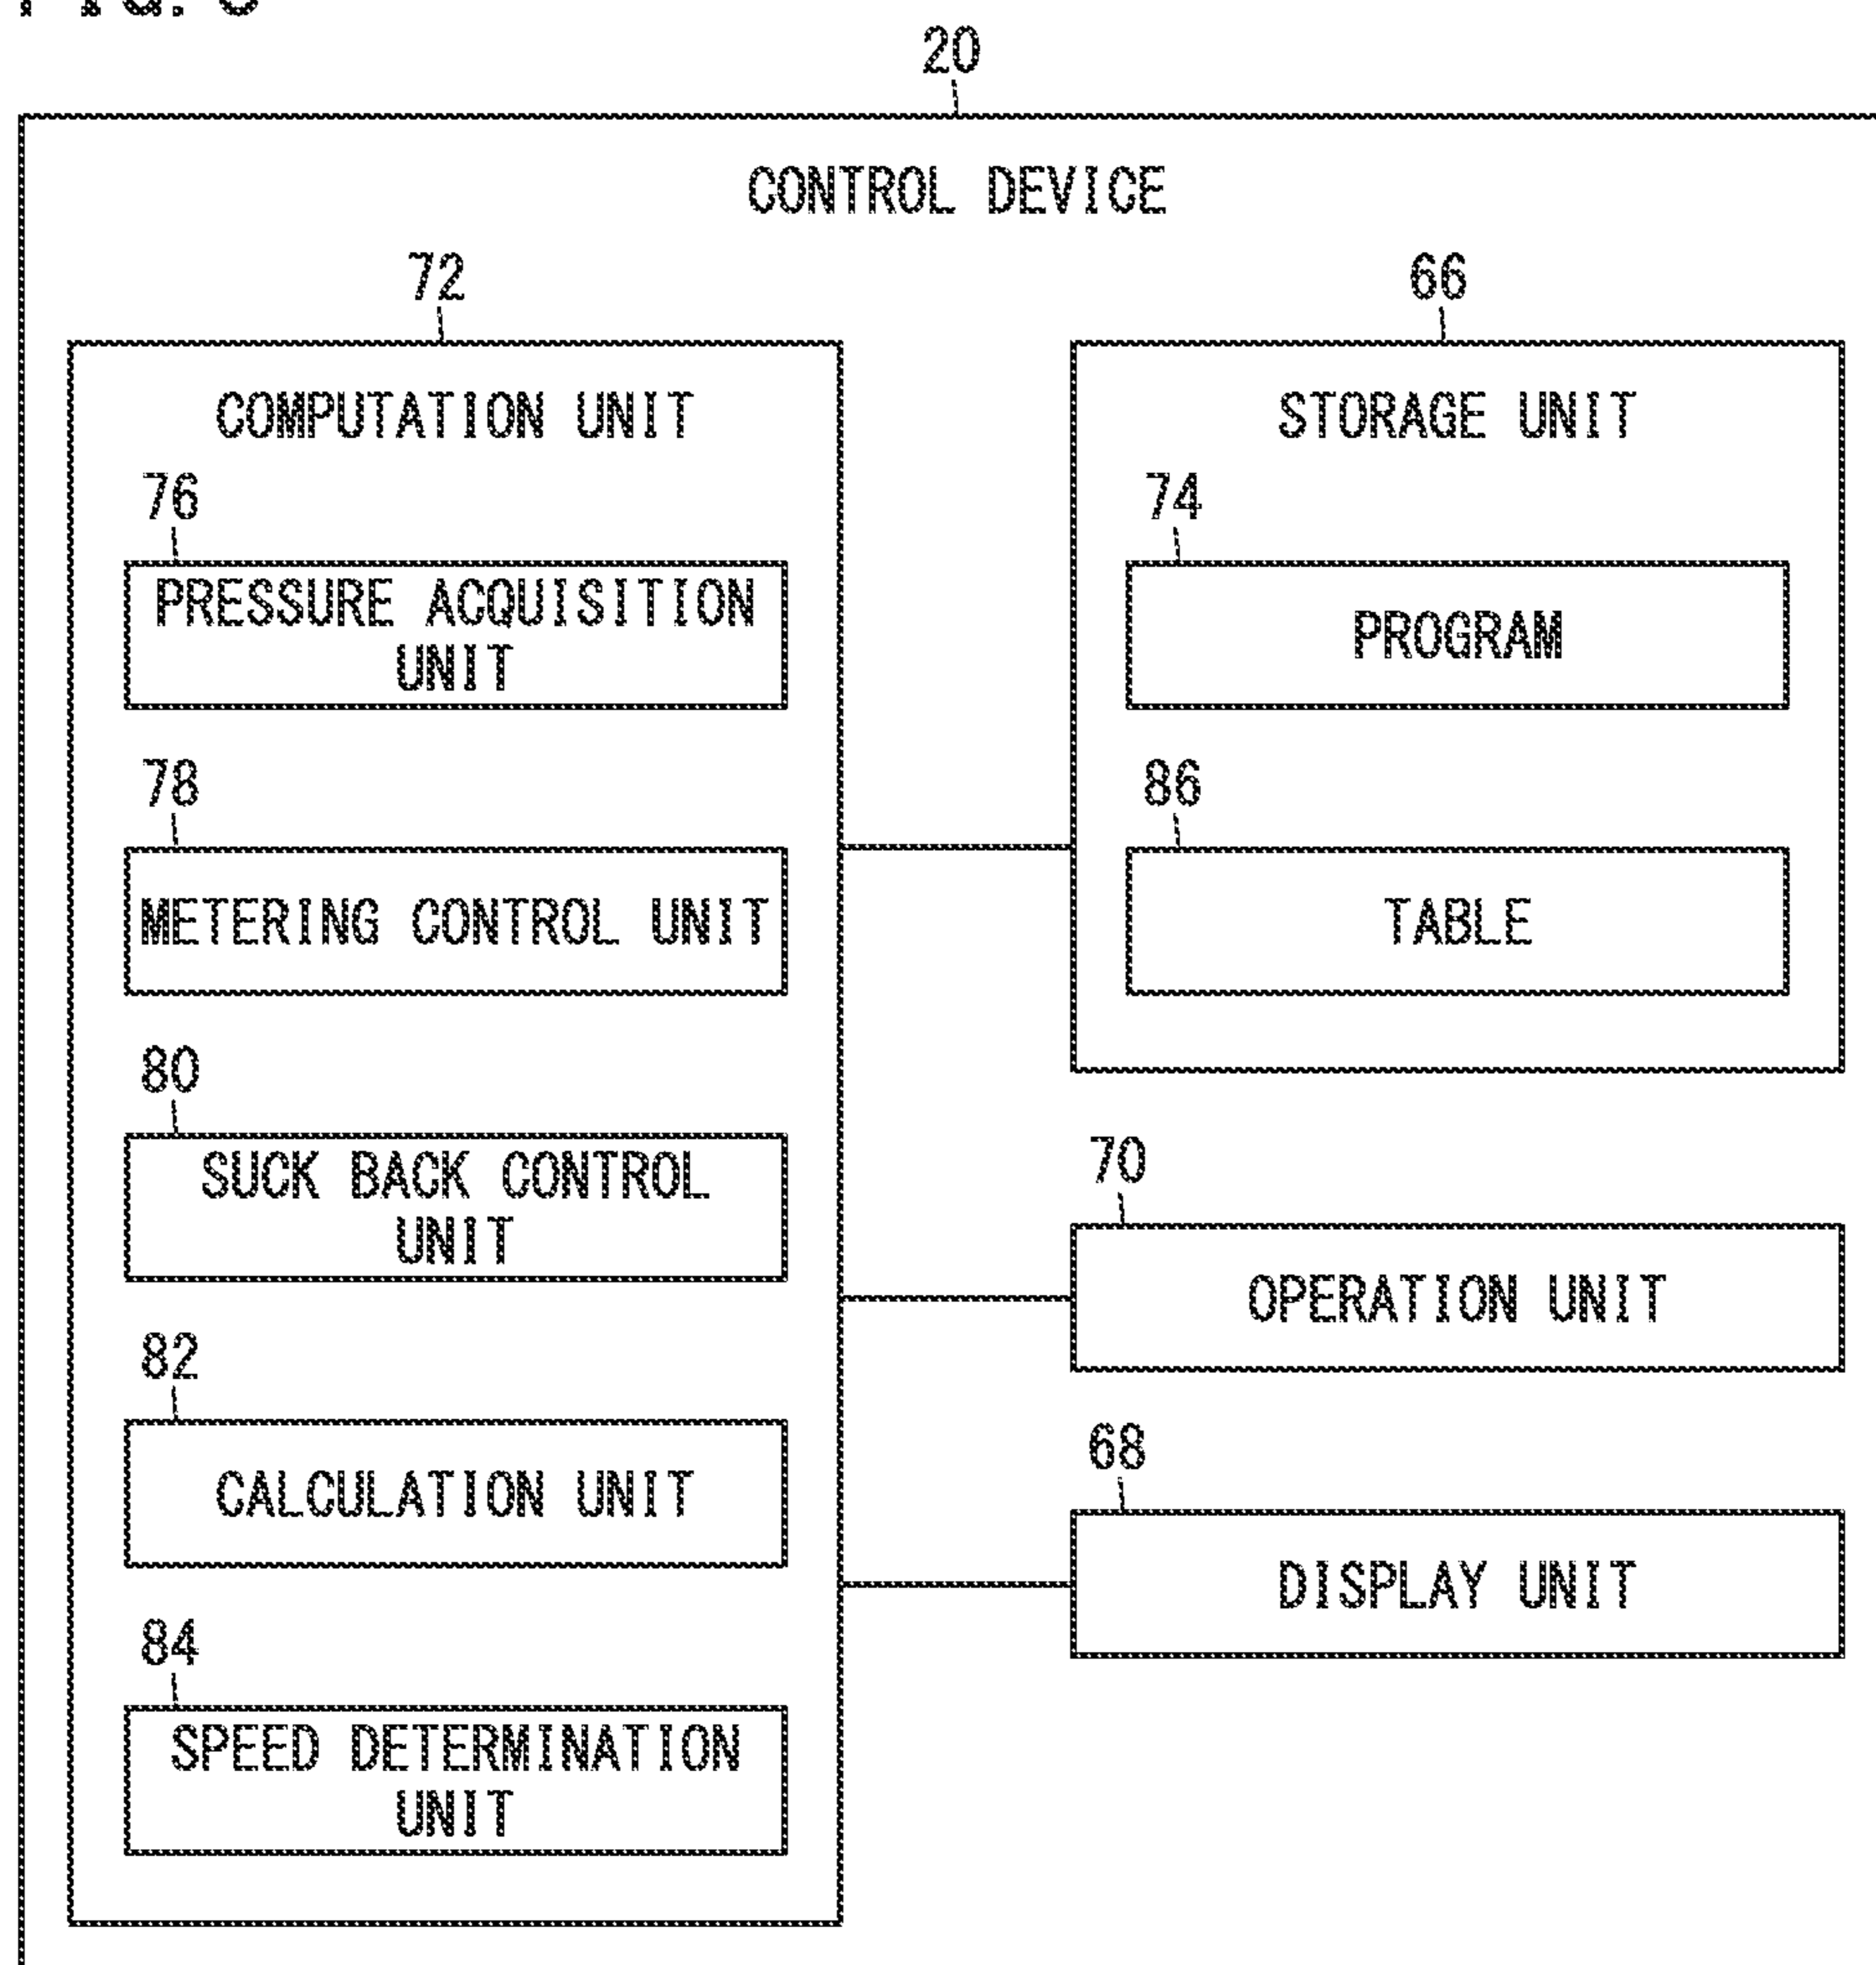 20
CONTROL DEVICE
72
COMPUTATION UNIT
76
PRESSURE ACQUISITION
UNIT
78
METERING CONTROL UNIT
80
SUCK BACK CONTROL
UNIT
82
CALCULATION UNIT
84
SPEED DETERMINATION
UNIT
66
STORAGE UNIT
74
PROGRAM
86
TABLE
70
OPERATION UNIT
68
DISPLAY UNIT